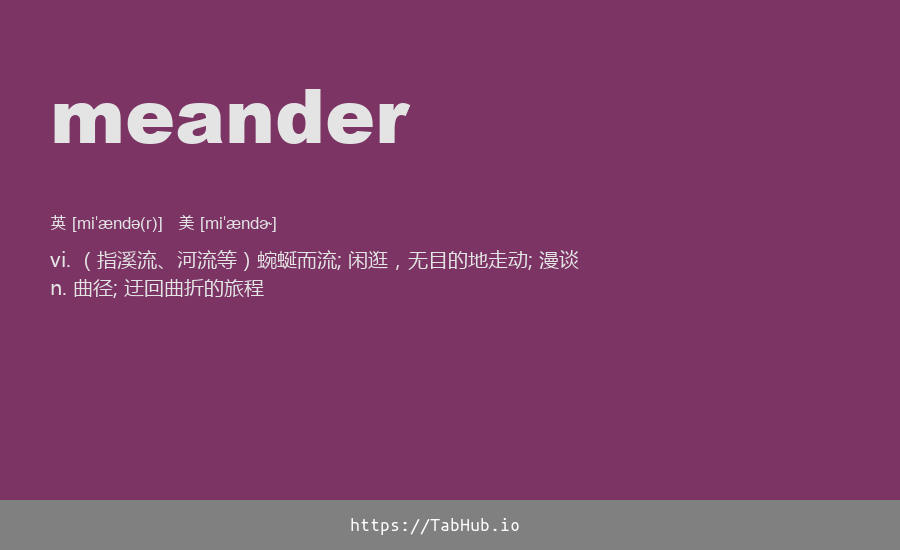 meander
英 [miˈændə(r)] 美 [miˈændɚ]
vi. （指溪流、河流等）蜿蜒而流; 闲逛，无目的地走动; 漫谈
n. 曲径; 迂回曲折的旅程
https://TabHub.io